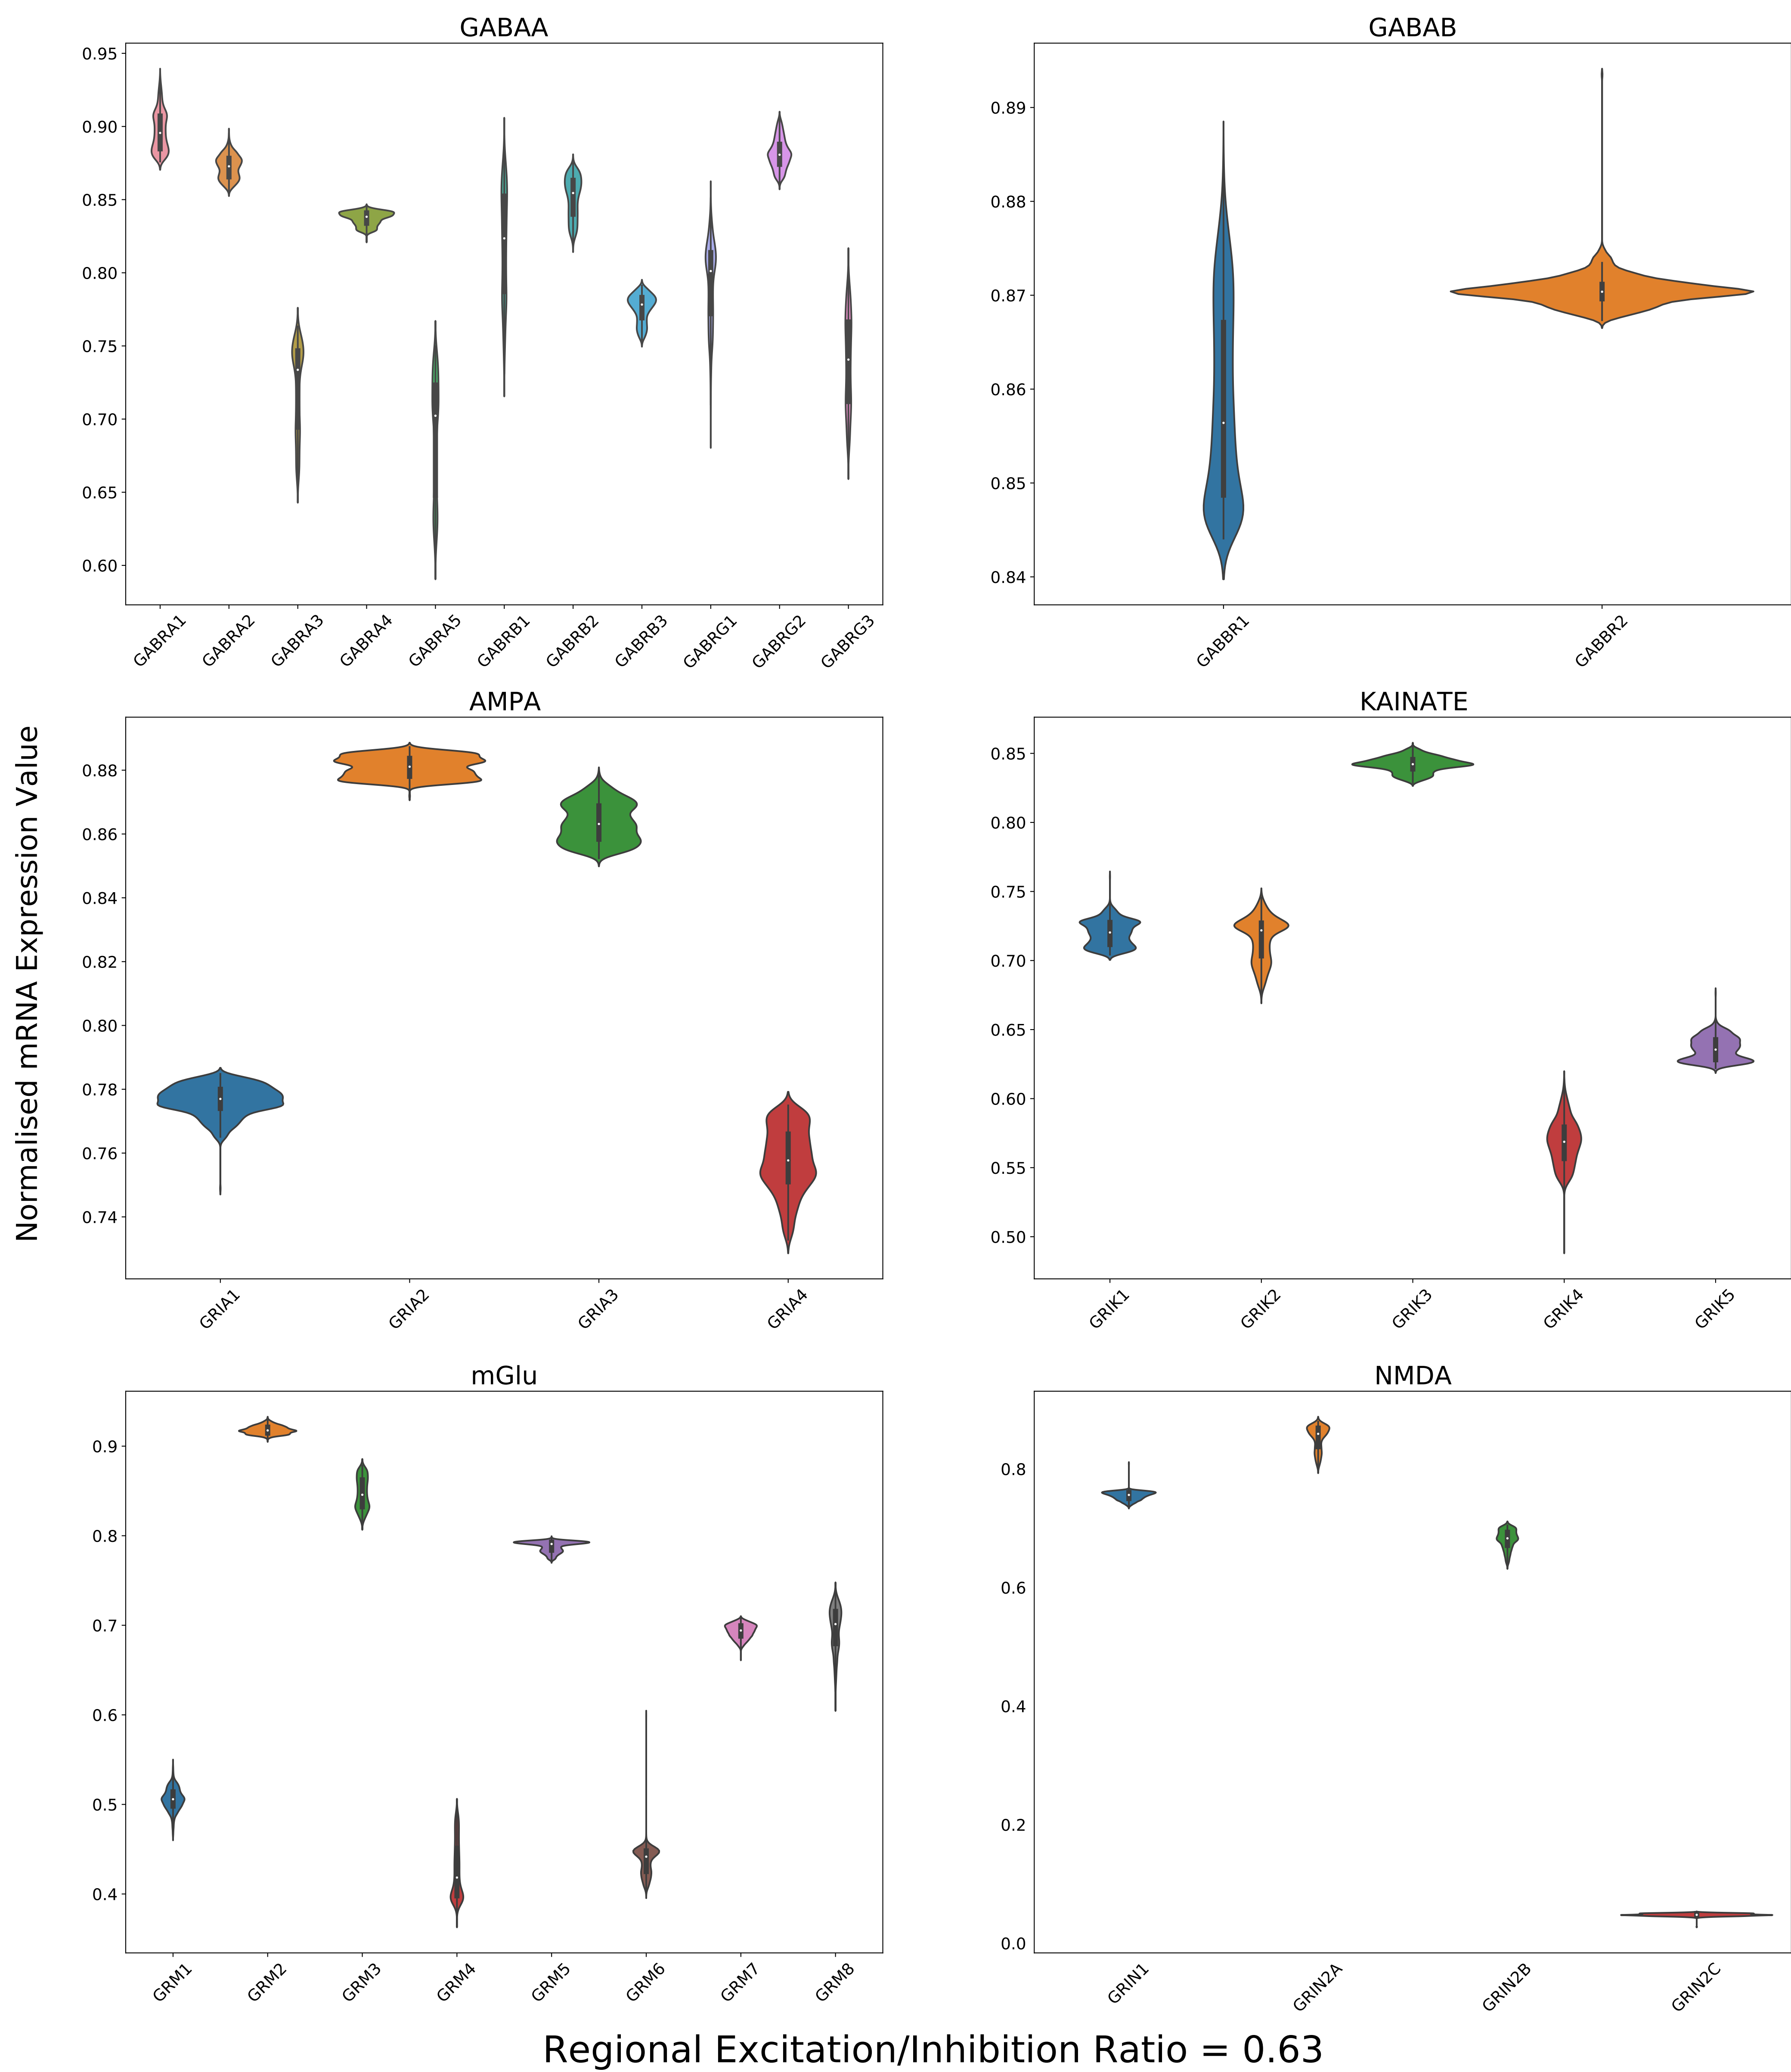 GABAA
0.95
0.90
0.85
0.80
0.75
0.70
0.65
0.60
GABRA1 GABRA2 GABRA3 GABRA4 GABRA5 GABRB1 GABRB2 GABRB3 GABRG1 GABRG2 GABRG3
GABAB
0.89
0.88
0.87
0.86
0.85
0.84
GABBR1 GABBR2
Normalised mRNA Expression Value
AMPA
0.88
0.86
0.84
0.82
0.80
0.78
0.76
0.74
GRIA1 GRIA2 GRIA3 GRIA4
KAINATE
0.85
0.80
0.75
0.70
0.65
0.60
0.55
0.50
GRIK1 GRIK2 GRIK3 GRIK4 GRIK5
mGlu
0.9
0.8
0.7
0.6
0.5
0.4
GRM1 GRM2 GRM3 GRM4 GRM5 GRM6 GRM7 GRM8
NMDA
0.8
0.6
0.4
0.2
0.0
GRIN1 GRIN2A GRIN2B GRIN2C
Regional Excitation/Inhibition Ratio = 0.63